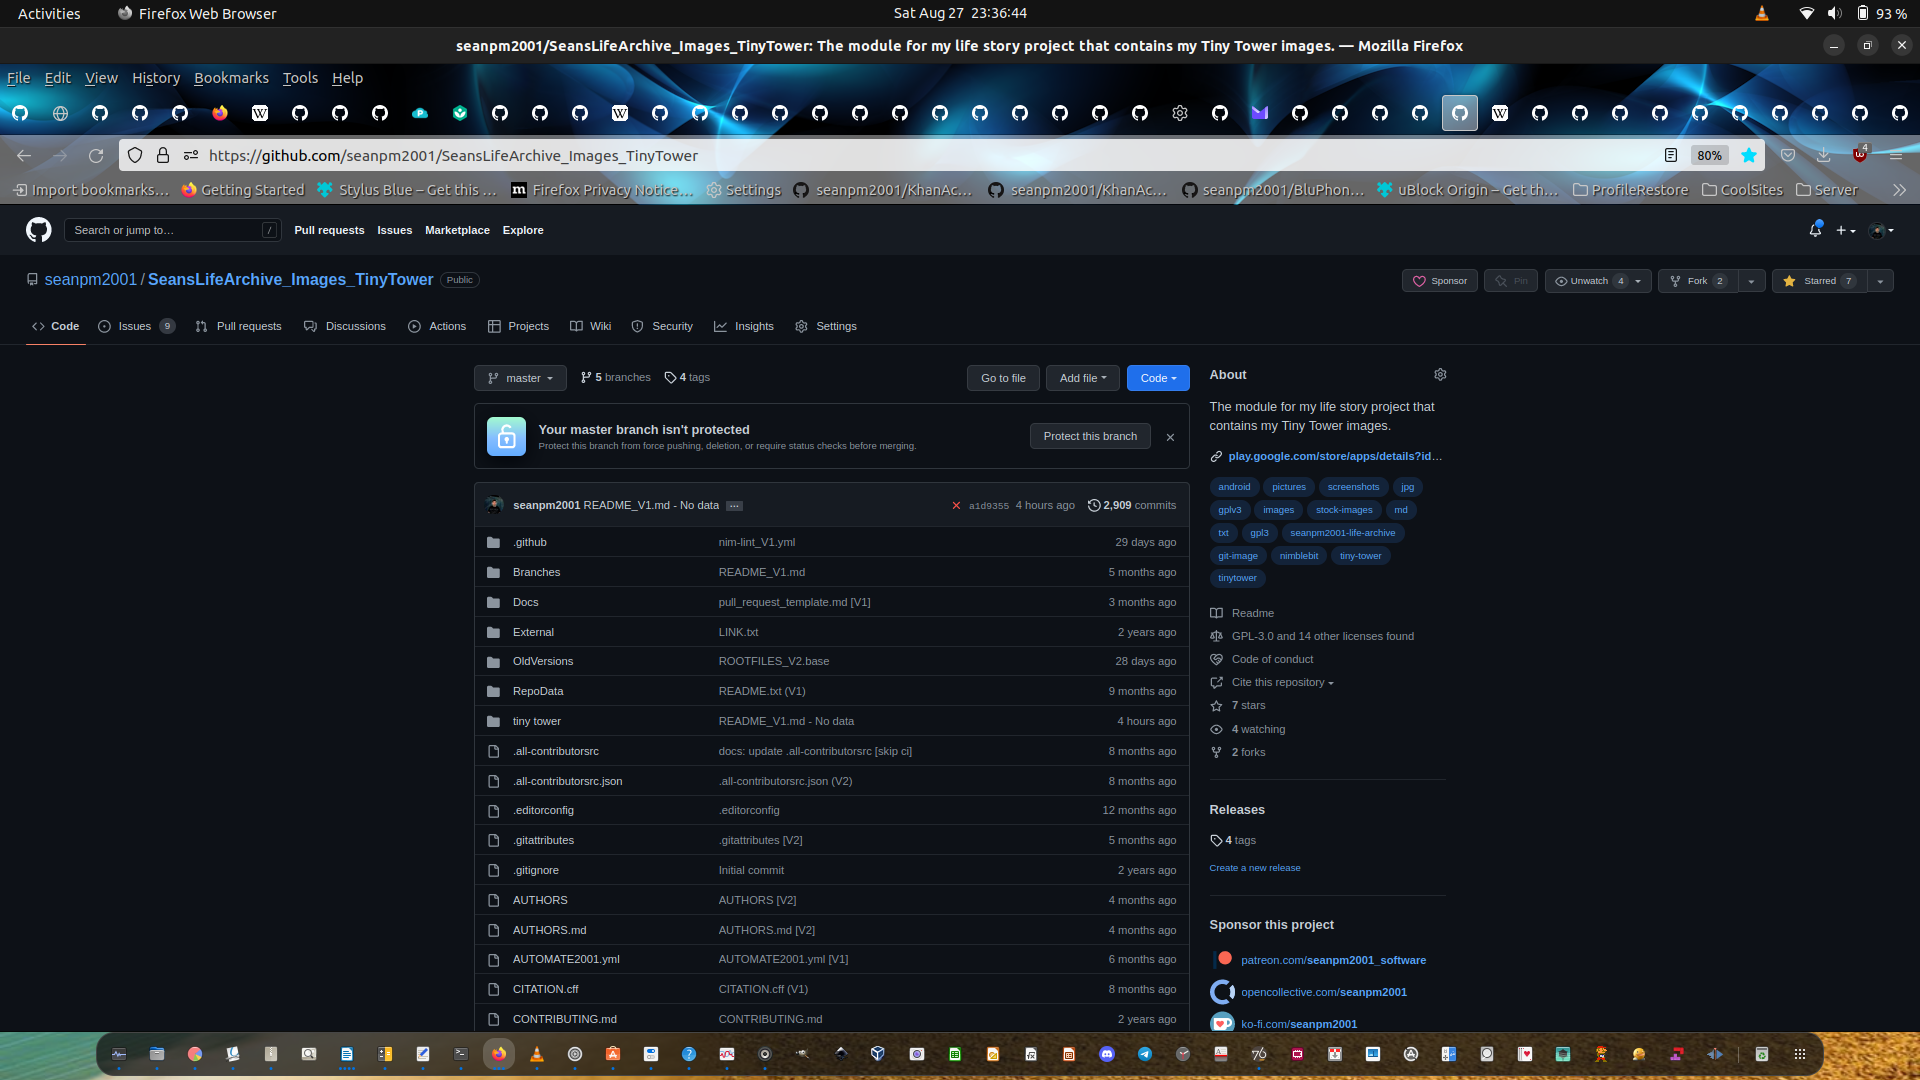 Activities Firefox Web Browser Sat Aug 27 23:36:44 93 %
seanpm2001/SeansLifeArchive_Images_TinyTower: The module for my life story project that contains my Tiny Tower images. — Mozilla Firefox
File Edit View History Bookmarks Tools Help
https://github.com/seanpm2001/SeansLifeArchive_Images_TinyTower 80% 4
Import bookmarks... Getting Started Stylus Blue – Get this ... Firefox Privacy Notice... Settings seanpm2001/KhanAc... seanpm2001/KhanAc... seanpm2001/BluPhon... uBlock Origin – Get th... ProfileRestore CoolSites Server
Search or jump to... / Pull requests Issues Marketplace Explore
seanpm2001 / SeansLifeArchive_Images_TinyTower Public Sponsor Pin Unwatch 4 Fork 2 Starred 7
Code Issues 9 Pull requests Discussions Actions Projects Wiki Security Insights Settings
master 5 branches 4 tags Go to file Add file Code
Your master branch isn't protected
Protect this branch from force pushing, deletion, or require status checks before merging.
Protect this branch
seanpm2001 README_V1.md - No data ... a1d9355 4 hours ago 2,909 commits
.github nim-lint_V1.yml 29 days ago
Branches README_V1.md 5 months ago
Docs pull_request_template.md [V1] 3 months ago
External LINK.txt 2 years ago
OldVersions ROOTFILES_V2.base 28 days ago
RepoData README.txt (V1) 9 months ago
tiny tower README_V1.md - No data 4 hours ago
.all-contributorsrc docs: update .all-contributorsrc [skip ci] 8 months ago
.all-contributorsrc.json .all-contributorsrc.json (V2) 8 months ago
.editorconfig .editorconfig 12 months ago
.gitattributes .gitattributes [V2] 5 months ago
.gitignore Initial commit 2 years ago
AUTHORS AUTHORS [V2] 4 months ago
AUTHORS.md AUTHORS.md [V2] 4 months ago
AUTOMATE2001.yml AUTOMATE2001.yml [V1] 6 months ago
CITATION.cff CITATION.cff (V1) 8 months ago
CONTRIBUTING.md CONTRIBUTING.md 2 years ago
About
The module for my life story project that
contains my Tiny Tower images.
play.google.com/store/apps/details?id...
android pictures screenshots jpg
gplv3 images stock-images md
txt gpl3 seanpm2001-life-archive
git-image nimblebit tiny-tower
tinytower
Readme
GPL-3.0 and 14 other licenses found
Code of conduct
Cite this repository
7 stars
4 watching
2 forks
Releases
4 tags
Create a new release
Sponsor this project
patreon.com/seanpm2001_software
opencollective.com/seanpm2001
ko-fi.com/seanpm2001